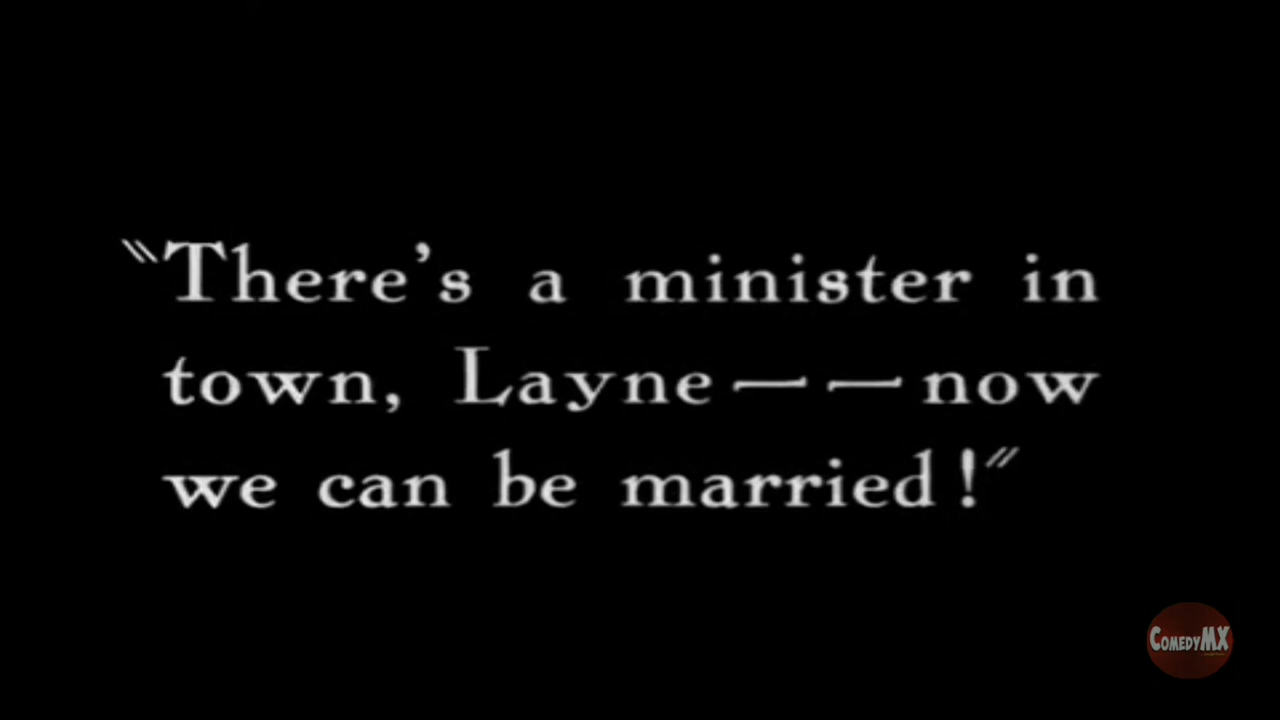 "There's a minister in
town, Layne——now
we can be married!"
COMEDYMX